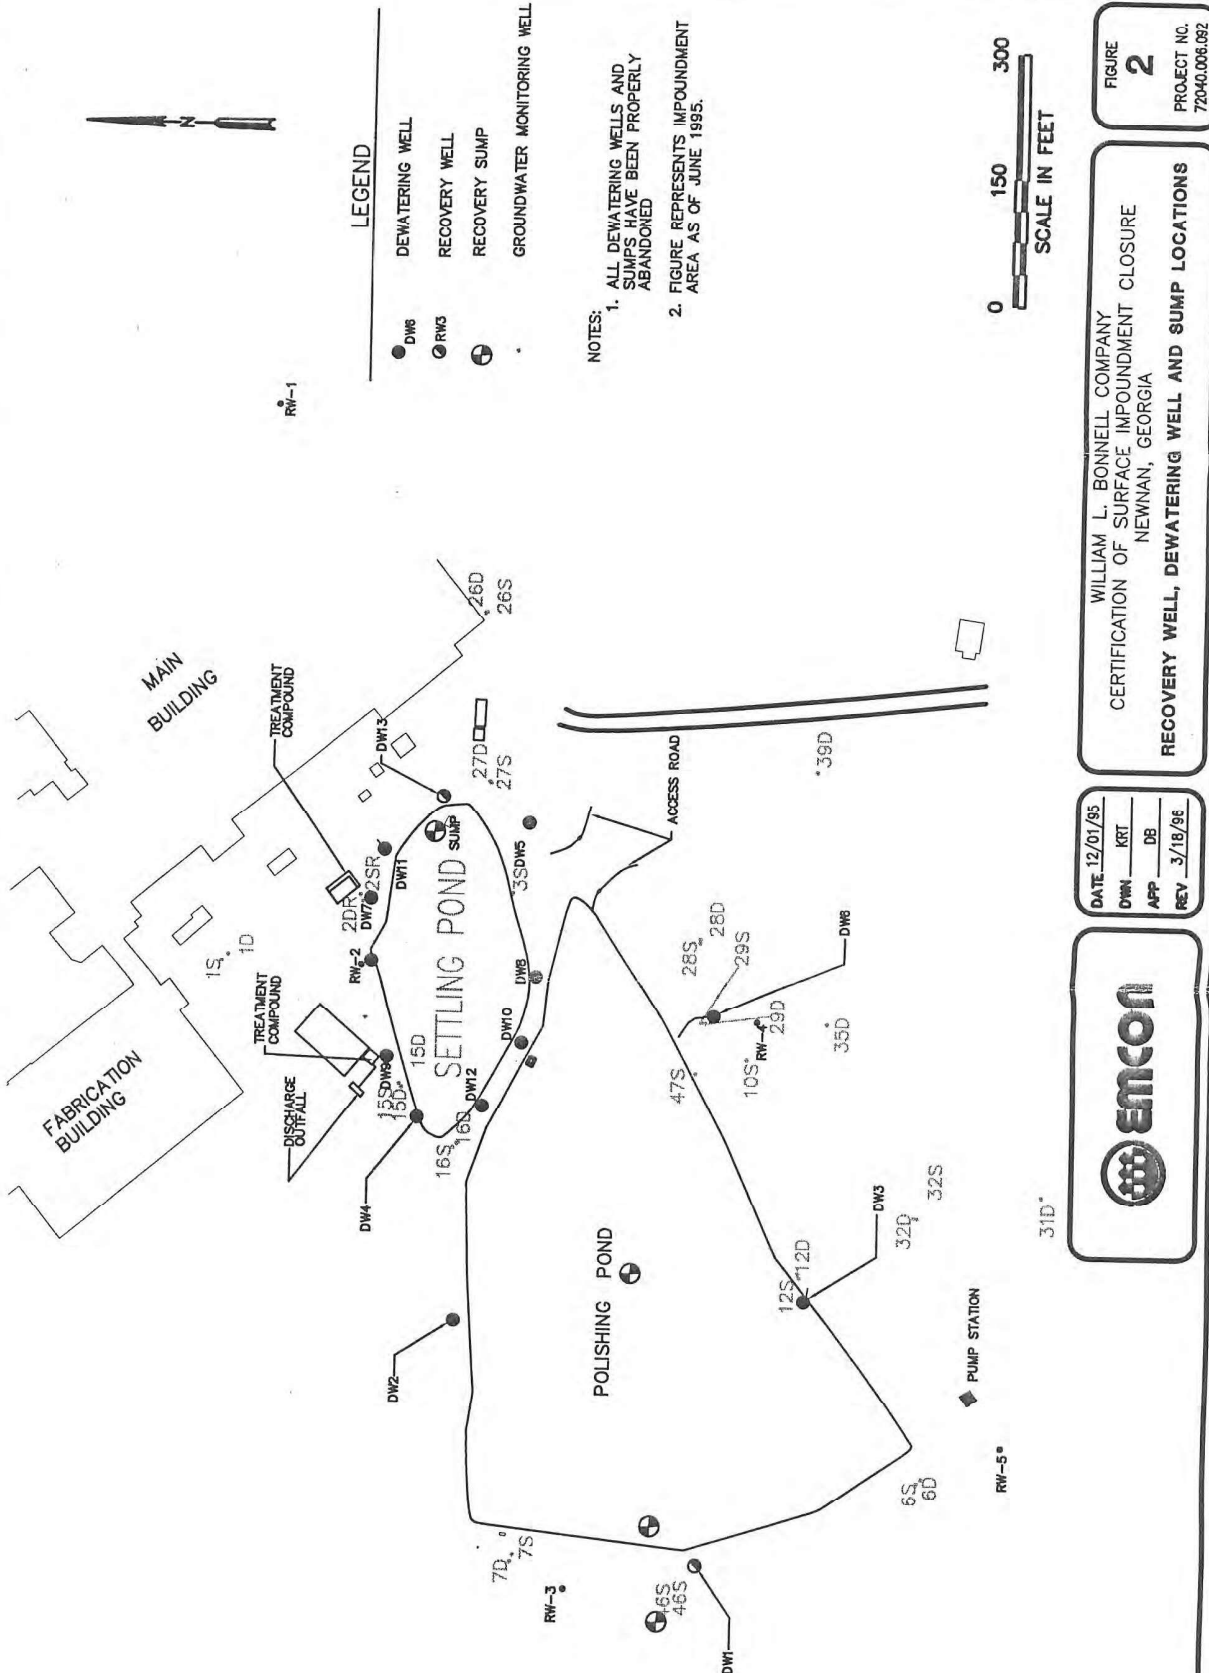 N
LEGEND
DW6 DEWATERING WELL
RW3 RECOVERY WELL
RECOVERY SUMP
GROUNDWATER MONITORING WELL
NOTES:
1. ALL DEWATERING WELLS AND
SUMPS HAVE BEEN PROPERLY
ABANDONED
2. FIGURE REPRESENTS IMPOUNDMENT
AREA AS OF JUNE 1995.
0 150 300
SCALE IN FEET
RW-1
MAIN
BUILDING
FABRICATION
BUILDING
TREATMENT
COMPOUND
TREATMENT
COMPOUND
DISCHARGE
OUTFALL
1S
1D
2DR
2SR
DW7
DW11
DW13
RW-2
DW9
15S
15D
15D
DW4
16S
16D
DW12
DW10
DW8
SETTLING POND
SUMP
3S
DW5
27D
27S
26D
26S
ACCESS ROAD
39D
28S
28D
29S
29D
DW6
RW-4
10S
35D
47S
DW2
POLISHING POND
12S
12D
DW3
32D
32S
31D
PUMP STATION
RW-5
6S
6D
7D
7S
RW-3
46S
46S
DW1
emcon
DATE 12/01/95
DWN KRT
APP DB
REV 3/18/96
WILLIAM L. BONNELL COMPANY
CERTIFICATION OF SURFACE IMPOUNDMENT CLOSURE
NEWNAN, GEORGIA
RECOVERY WELL, DEWATERING WELL AND SUMP LOCATIONS
FIGURE
2
PROJECT NO.
72040.006.092